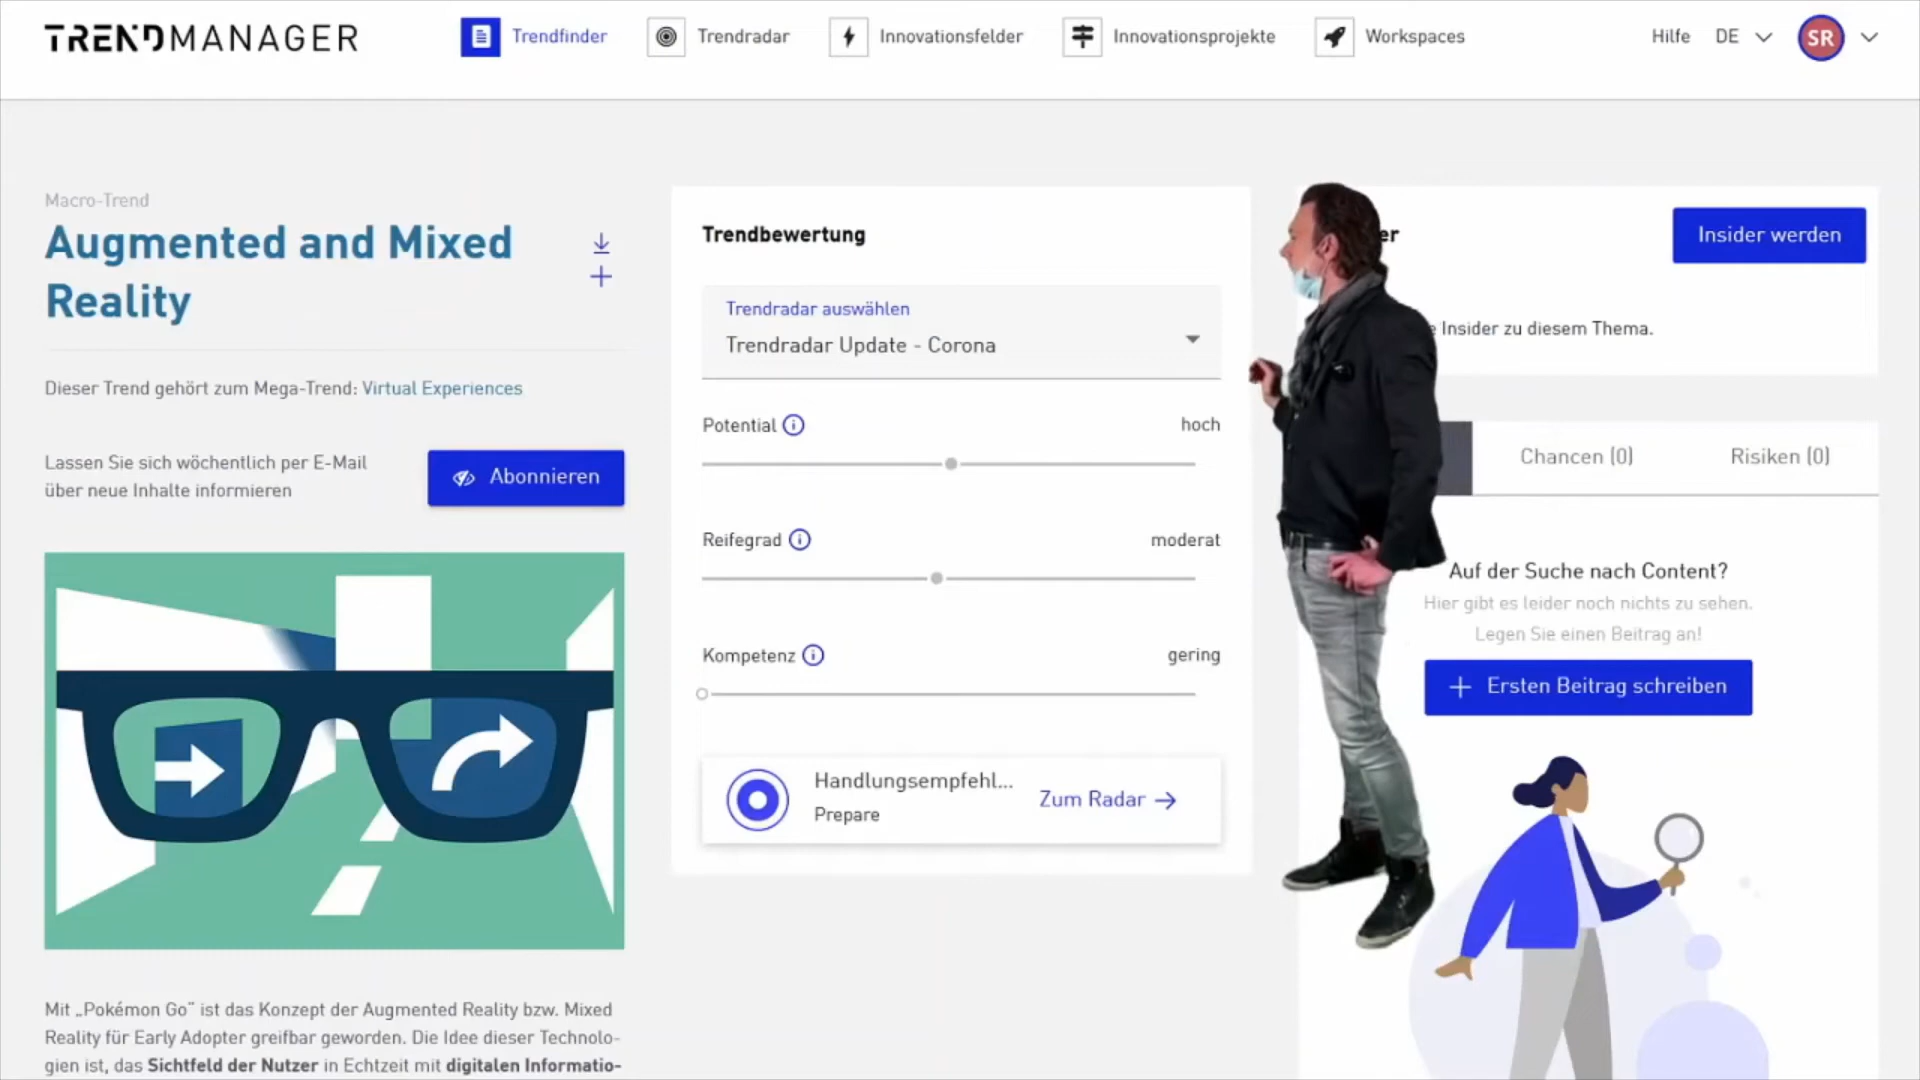 TRENDMANAGER
Trendfinder
Trendradar
Innovationsfelder
Innovationsprojekte
Workspaces
Hilfe
DE
SR
Macro-Trend
Augmented and Mixed
Reality
Dieser Trend gehört zum Mega-Trend: Virtual Experiences
Lassen Sie sich wöchentlich per E-Mail
über neue Inhalte informieren
Abonnieren
Mit „Pokémon Go“ ist das Konzept der Augmented Reality bzw. Mixed
Reality für Early Adopter greifbar geworden. Die Idee dieser Technolo-
gien ist, das Sichtfeld der Nutzer in Echtzeit mit digitalen Informatio-
Trendbewertung
Trendradar auswählen
Trendradar Update - Corona
Potential
hoch
Reifegrad
moderat
Kompetenz
gering
Handlungsempfehl...
Prepare
Zum Radar
er
Insider werden
e Insider zu diesem Thema.
Chancen (0)
Risiken (0)
Auf der Suche nach Content?
Hier gibt es leider noch nichts zu sehen.
Legen Sie einen Beitrag an!
Ersten Beitrag schreiben